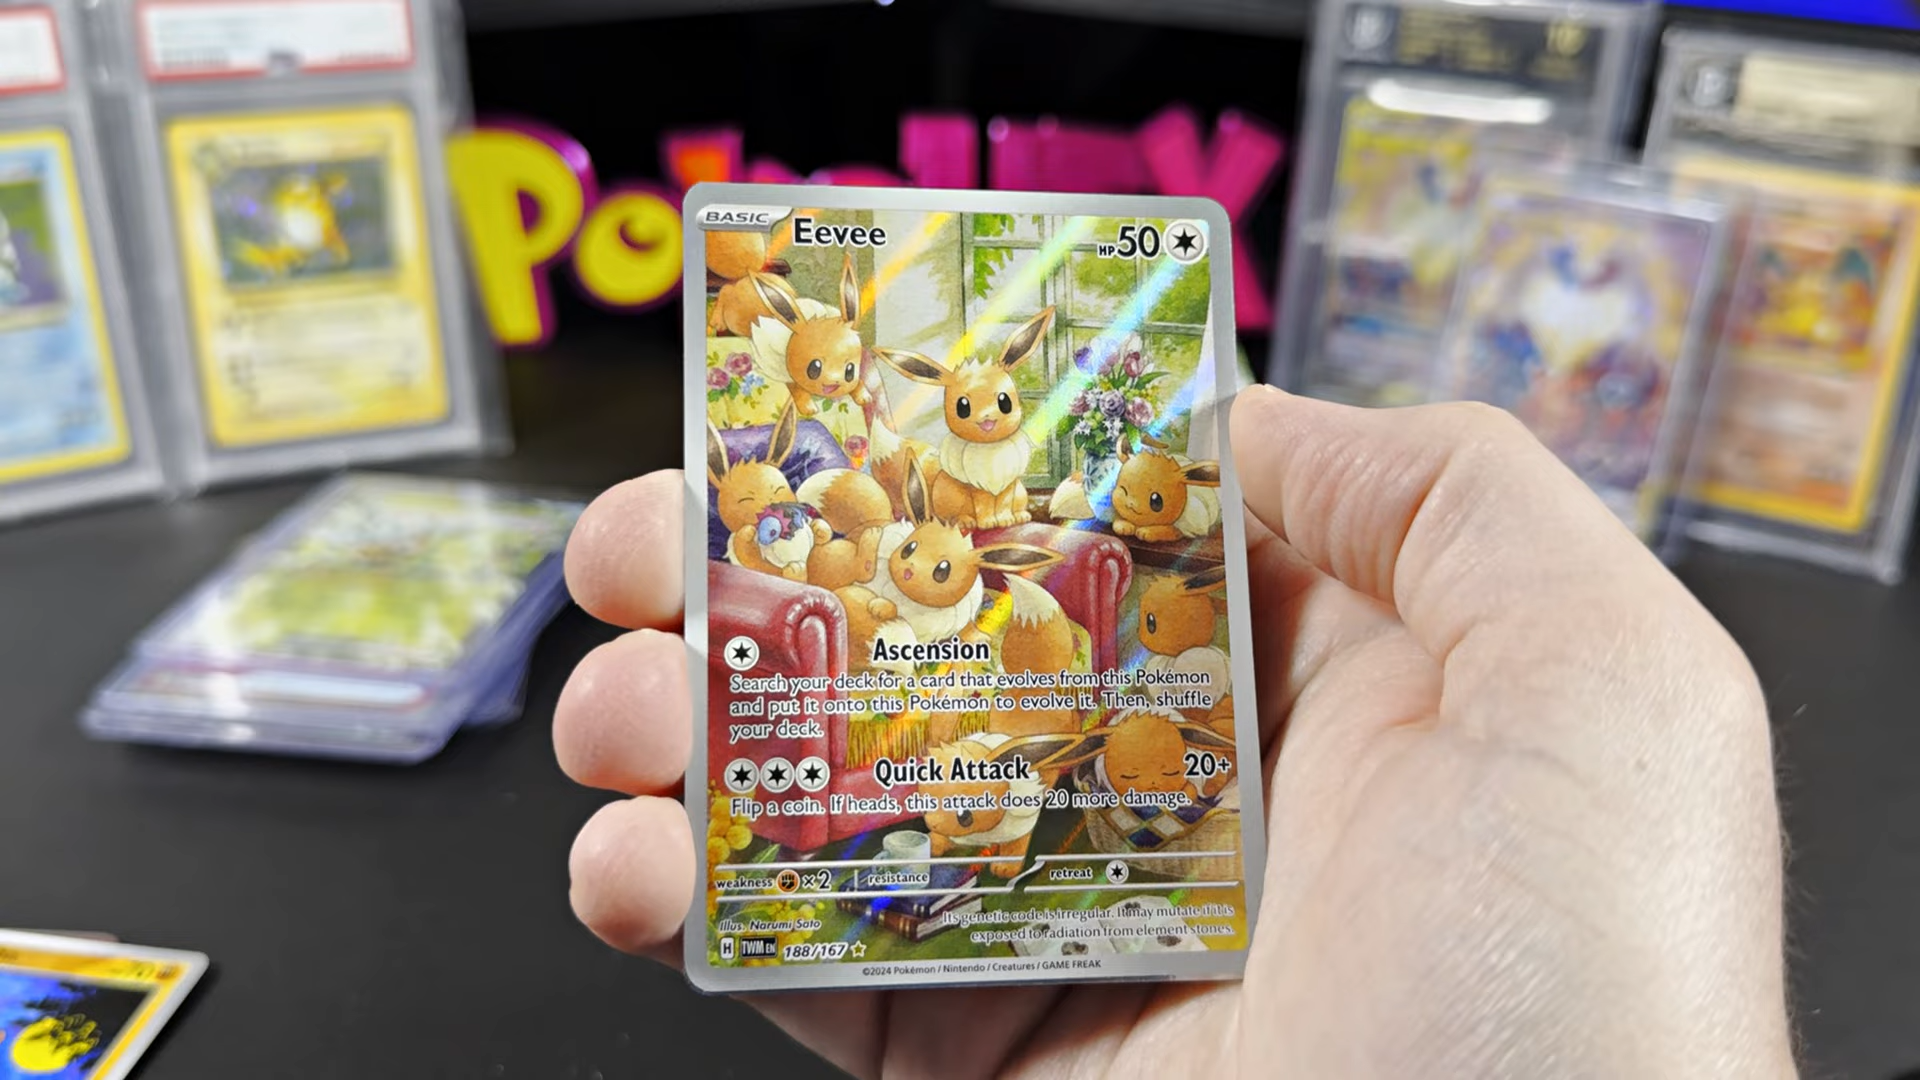 BASIC
Eevee
HP 50
Ascension
Search your deck for a card that evolves from this Pokémon
and put it onto this Pokémon to evolve it. Then, shuffle
your deck.
Quick Attack 20+
Flip a coin. If heads, this attack does 20 more damage.
weakness ×2 resistance retreat
Its genetic code is irregular. It may mutate if it is
exposed to radiation from element stones.
Illus. Narumi Sato
H TWM EN 188/167
©2024 Pokémon / Nintendo / Creatures / GAME FREAK